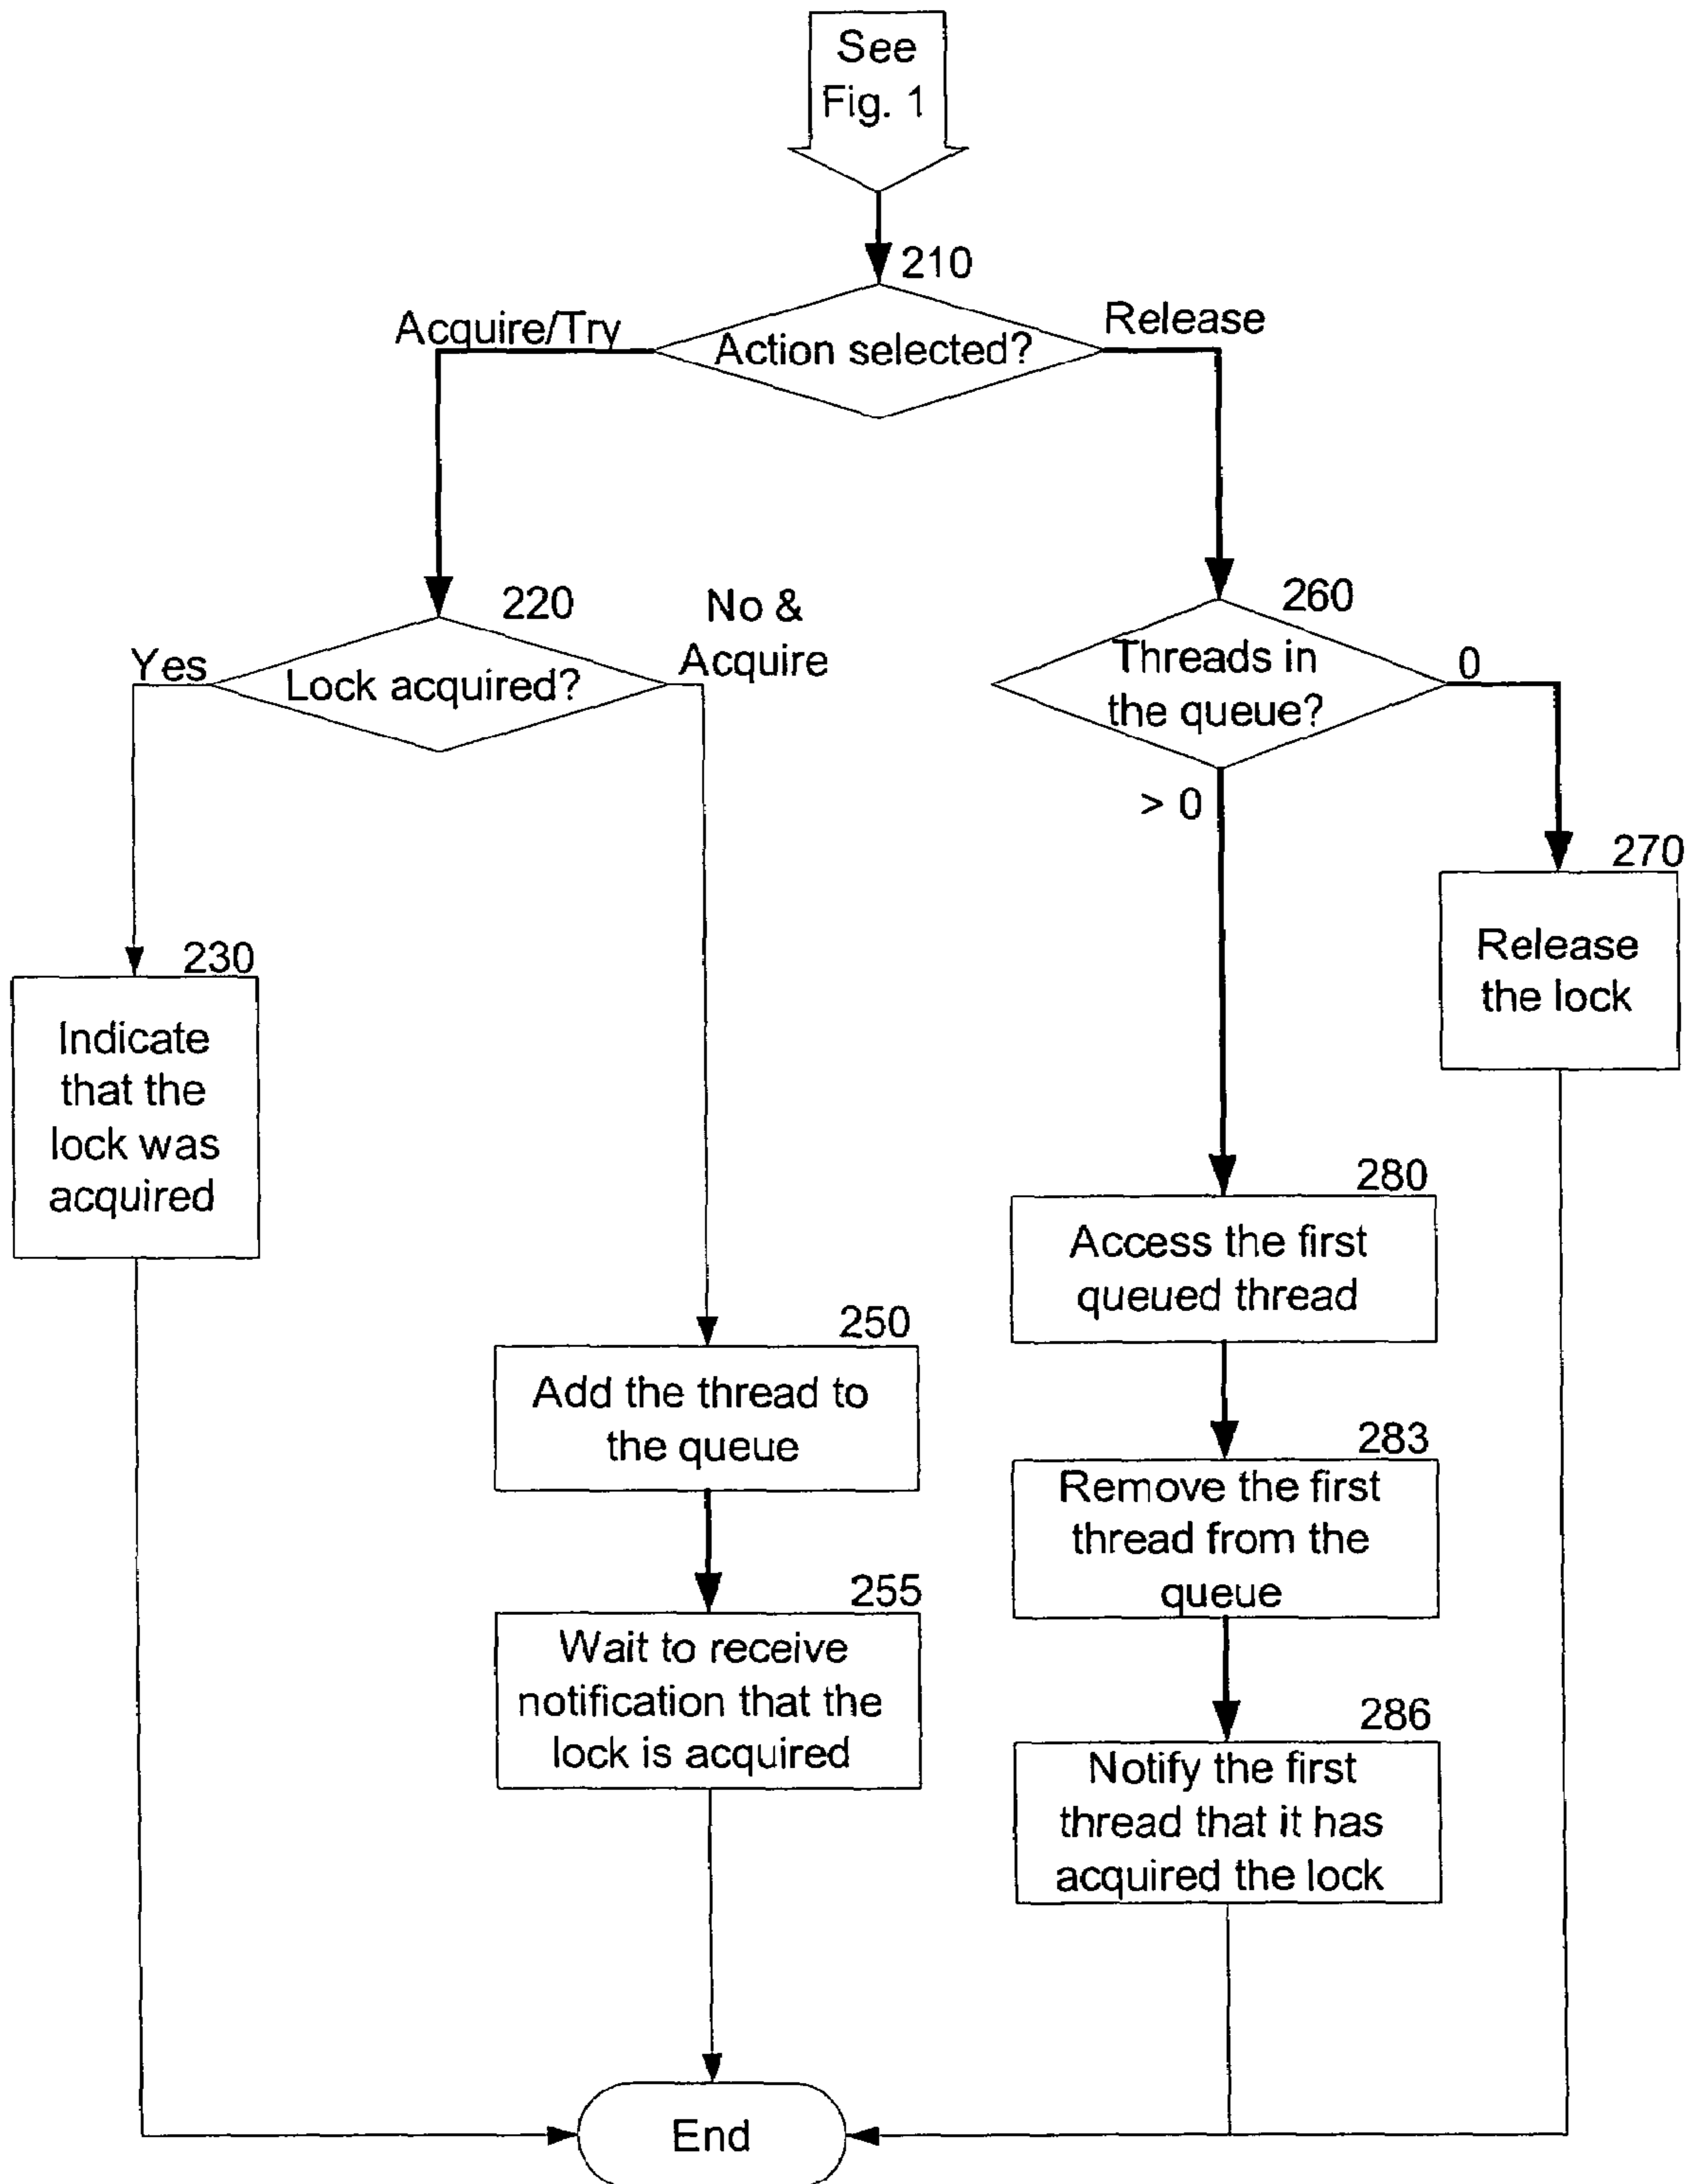 See
Fig. 1
210
Acquire/Try
Action selected?
Release
220
No &
Acquire
Yes
Lock acquired?
260
Threads in
the queue?
0
> 0
270
Release
the lock
230
Indicate
that the
lock was
acquired
280
Access the first
queued thread
250
Add the thread to
the queue
283
Remove the first
thread from the
queue
255
Wait to receive
notification that the
lock is acquired
286
Notify the first
thread that it has
acquired the lock
End